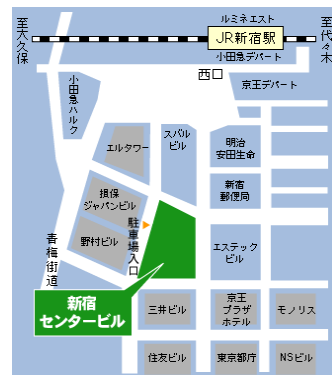 ルミネエスト
至大久保
JR新宿駅
至代々木
小田急デパート
西口
京王デパート
小田急
ハルク
スバル
ビル
エルタワー
明治
安田生命
損保
ジャパンビル
新宿
郵便局
駐車場入口
野村ビル
エステック
ビル
青梅街道
新宿
センタービル
三井ビル
京王
プラザ
ホテル
モノリス
住友ビル
東京都庁
NSビル